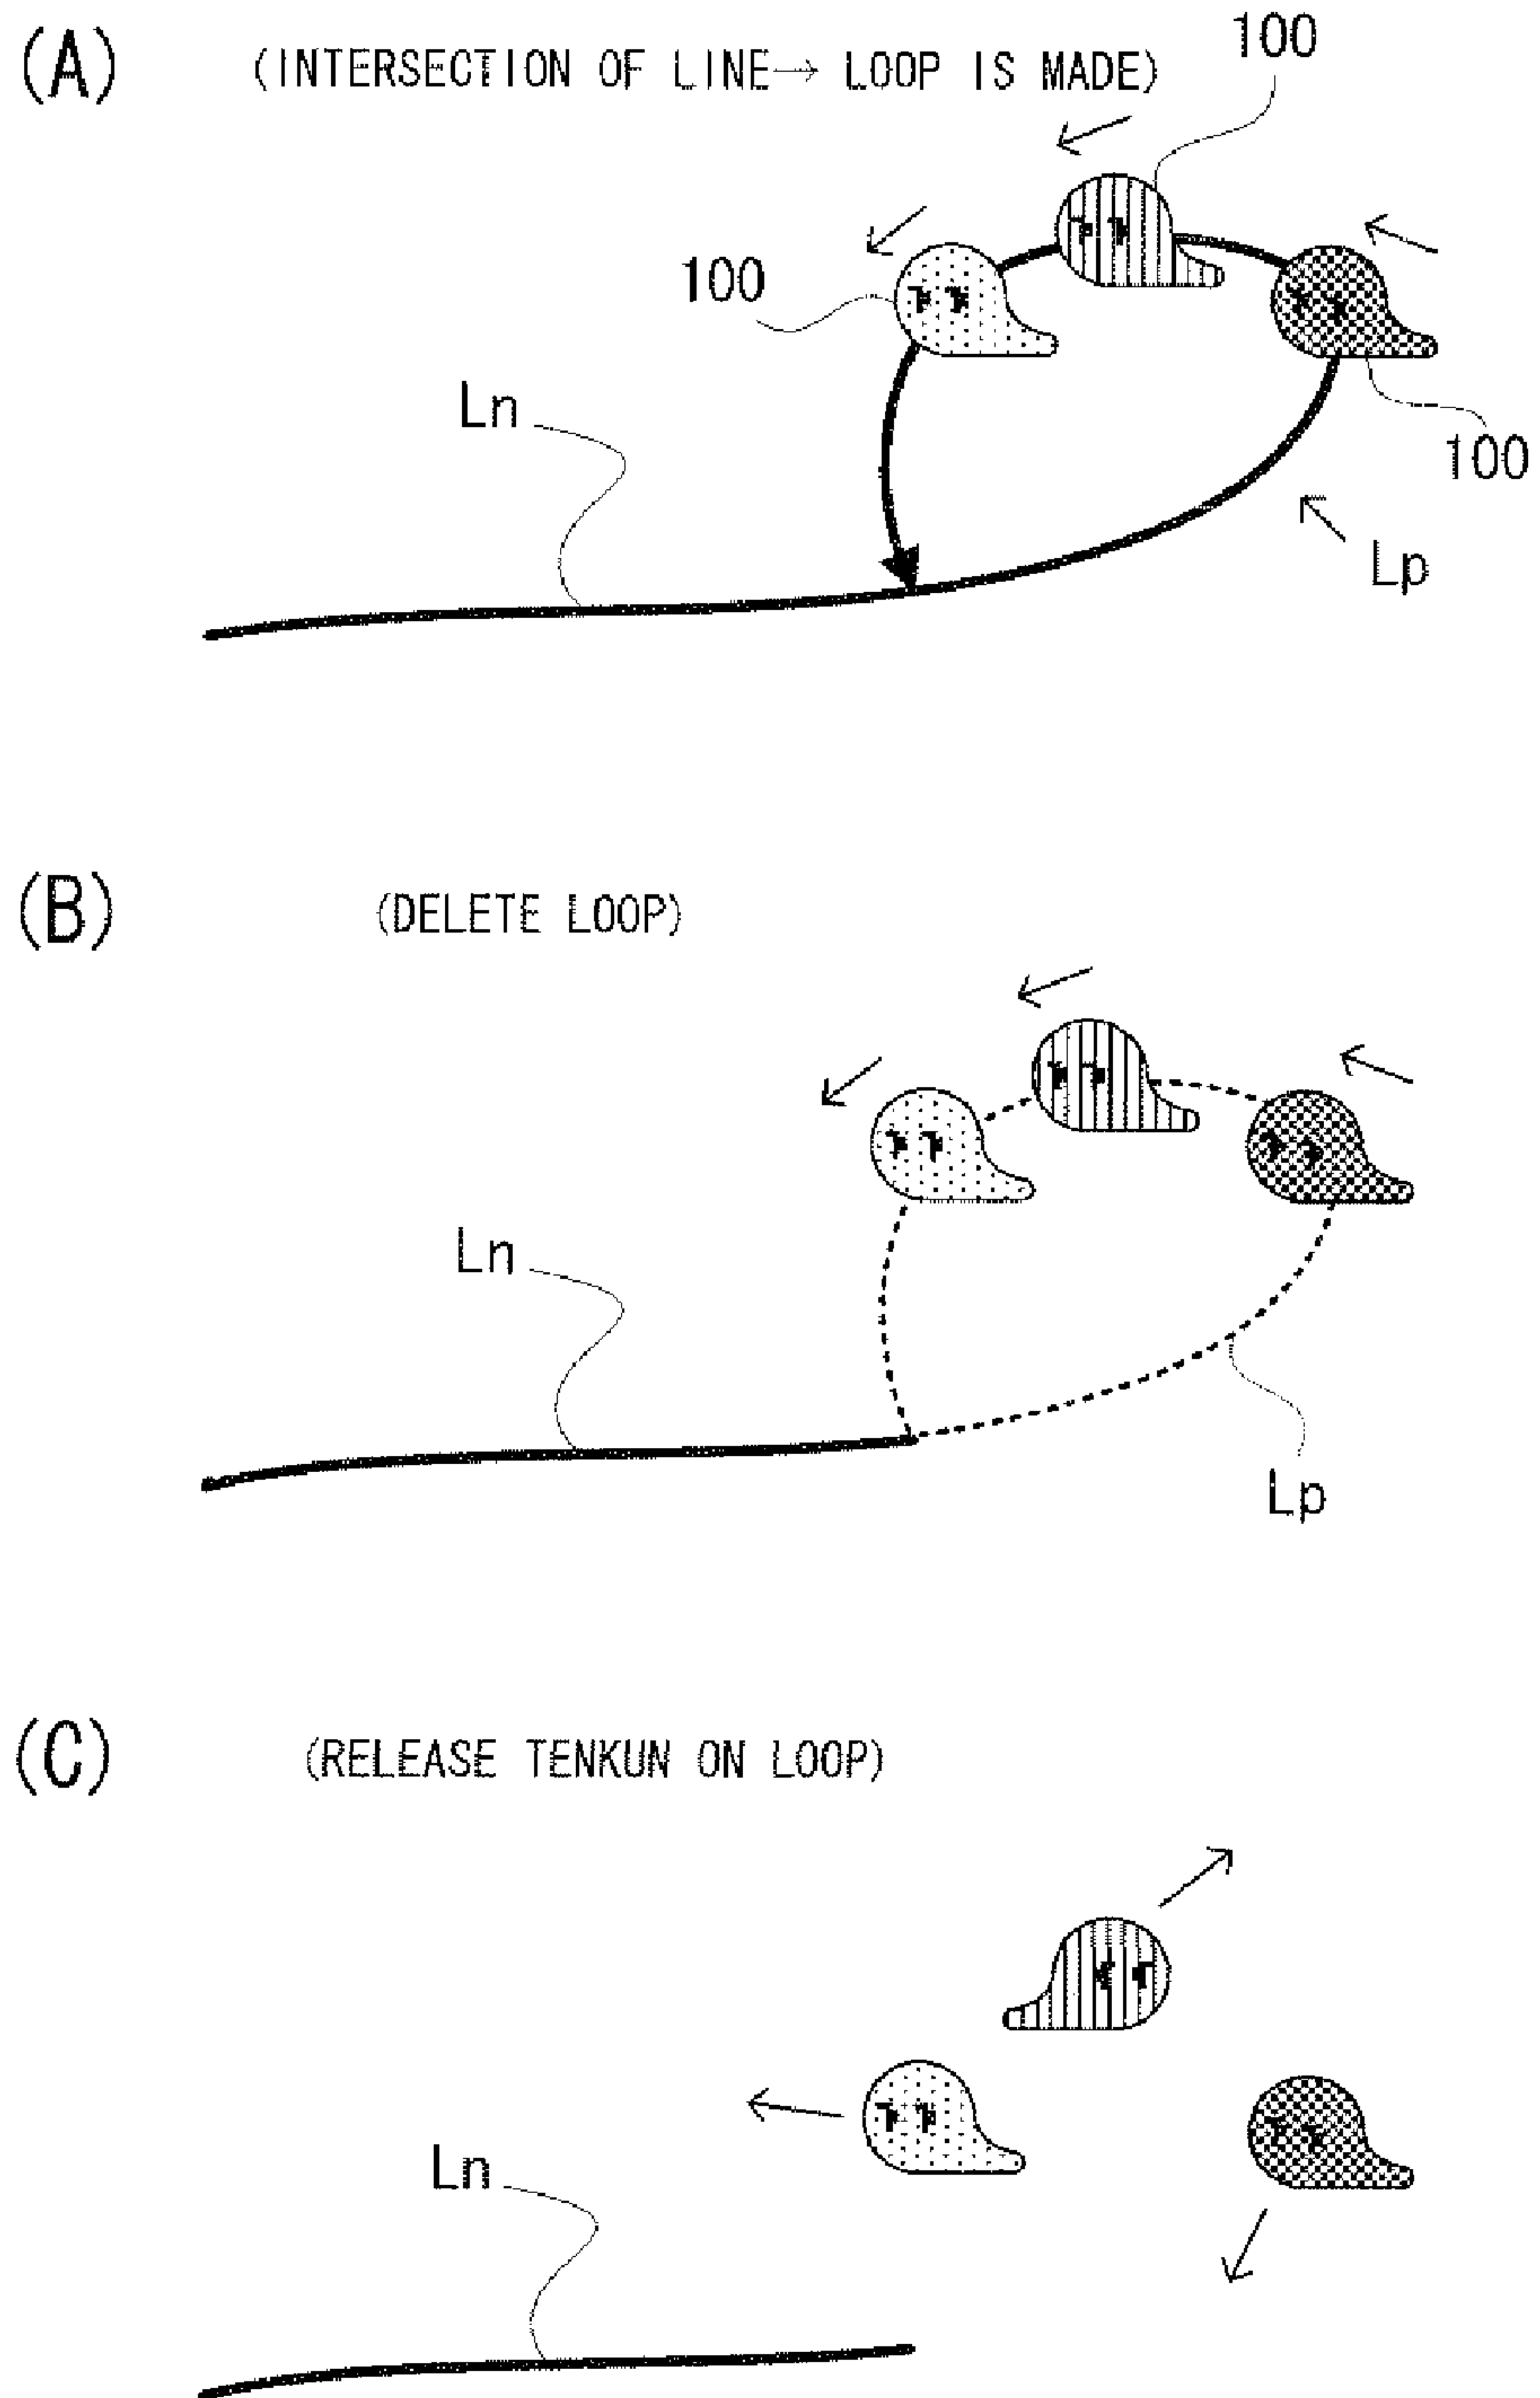 (A) (INTERSECTION OF LINE→ LOOP IS MADE)
100
100
Ln
100
Lp
(B) (DELETE LOOP)
Ln
Lp
(C) (RELEASE TENKUN ON LOOP)
Ln